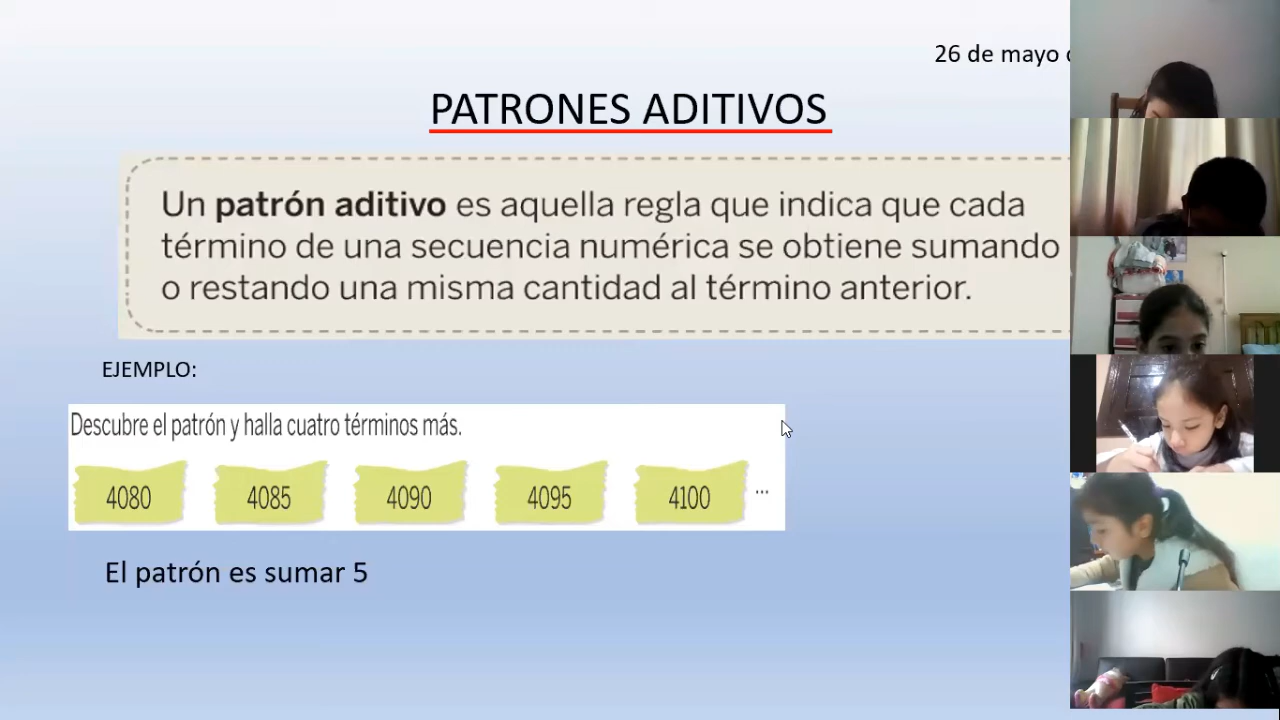 26 de mayo
PATRONES ADITIVOS
Un patrón aditivo es aquella regla que indica que cada
término de una secuencia numérica se obtiene sumando
o restando una misma cantidad al término anterior.
EJEMPLO:
Descubre el patrón y halla cuatro términos más.
4080 4085 4090 4095 4100 ...
El patrón es sumar 5